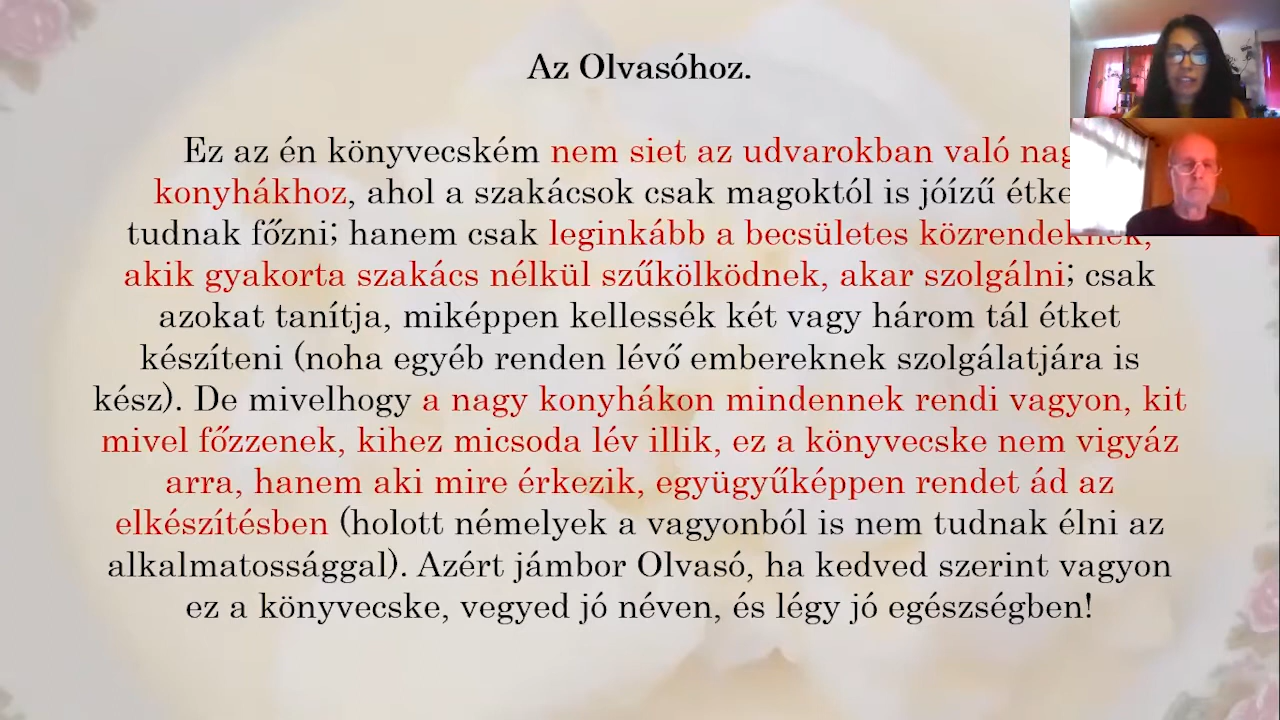 Az Olvasóhoz.
Ez az én könyvecském nem siet az udvarokban való
konyhákhoz, ahol a szakácsok csak magoktól is jóízű
tudnak főzni; hanem csak leginkább a becsületes közrendeknek,
akik gyakorta szakács nélkül szűkölködnek, akar szolgálni; csak
azokat tanítja, miképpen kellessék két vagy három tál étket
készíteni (noha egyéb renden lévő embereknek szolgálatjára is
kész). De mivelhogy a nagy konyhákon mindennek rendi vagyon, kit
mivel főzzenek, kihez micsoda lév illik, ez a könyvecske nem vigyáz
arra, hanem aki mire érkezik, együgyűképpen rendet ád az
elkészítésben (holott némelyek a vagyonból is nem tudnak élni az
alkalmatossággal). Azért jámbor Olvasó, ha kedved szerint vagyon
ez a könyvecske, vegyed jó néven, és légy jó egészségben!